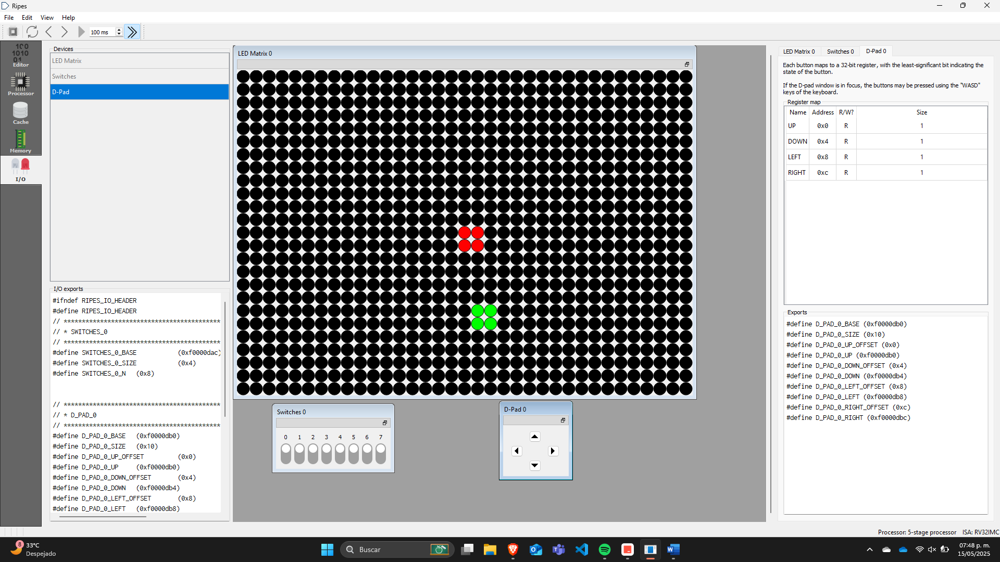 Ripes
File Edit View Help
100 ms
Editor
Processor
Cache
Memory
I/O
Devices
LED Matrix
Switches
D-Pad
I/O exports
#ifndef RIPES_IO_HEADER
#define RIPES_IO_HEADER
// *******************************************
// * SWITCHES_0
// *******************************************
#define SWITCHES_0_BASE (0xf0000dac)
#define SWITCHES_0_SIZE (0x4)
#define SWITCHES_0_N (0x8)
// *******************************************
// * D_PAD_0
// *******************************************
#define D_PAD_0_BASE (0xf0000db0)
#define D_PAD_0_SIZE (0x10)
#define D_PAD_0_UP_OFFSET (0x0)
#define D_PAD_0_UP (0xf0000db0)
#define D_PAD_0_DOWN_OFFSET (0x4)
#define D_PAD_0_DOWN (0xf0000db4)
#define D_PAD_0_LEFT_OFFSET (0x8)
#define D_PAD_0_LEFT (0xf0000db8)
LED Matrix 0
Switches 0
0 1 2 3 4 5 6 7
D-Pad 0
LED Matrix 0 Switches 0 D-Pad 0
Each button maps to a 32-bit register, with the least-significant bit indicating the
state of the button.
If the D-pad window is in focus, the buttons may be pressed using the "WASD"
keys of the keyboard.
Register map
Name Address R/W? Size
UP 0x0 R 1
DOWN 0x4 R 1
LEFT 0x8 R 1
RIGHT 0xc R 1
Exports
#define D_PAD_0_BASE (0xf0000db0)
#define D_PAD_0_SIZE (0x10)
#define D_PAD_0_UP_OFFSET (0x0)
#define D_PAD_0_UP (0xf0000db0)
#define D_PAD_0_DOWN_OFFSET (0x4)
#define D_PAD_0_DOWN (0xf0000db4)
#define D_PAD_0_LEFT_OFFSET (0x8)
#define D_PAD_0_LEFT (0xf0000db8)
#define D_PAD_0_RIGHT_OFFSET (0xc)
#define D_PAD_0_RIGHT (0xf0000dbc)
Processor: 5-stage processor ISA: RV32IMC
8
33°C
Despejado
Buscar
07:48 p. m.
15/05/2025